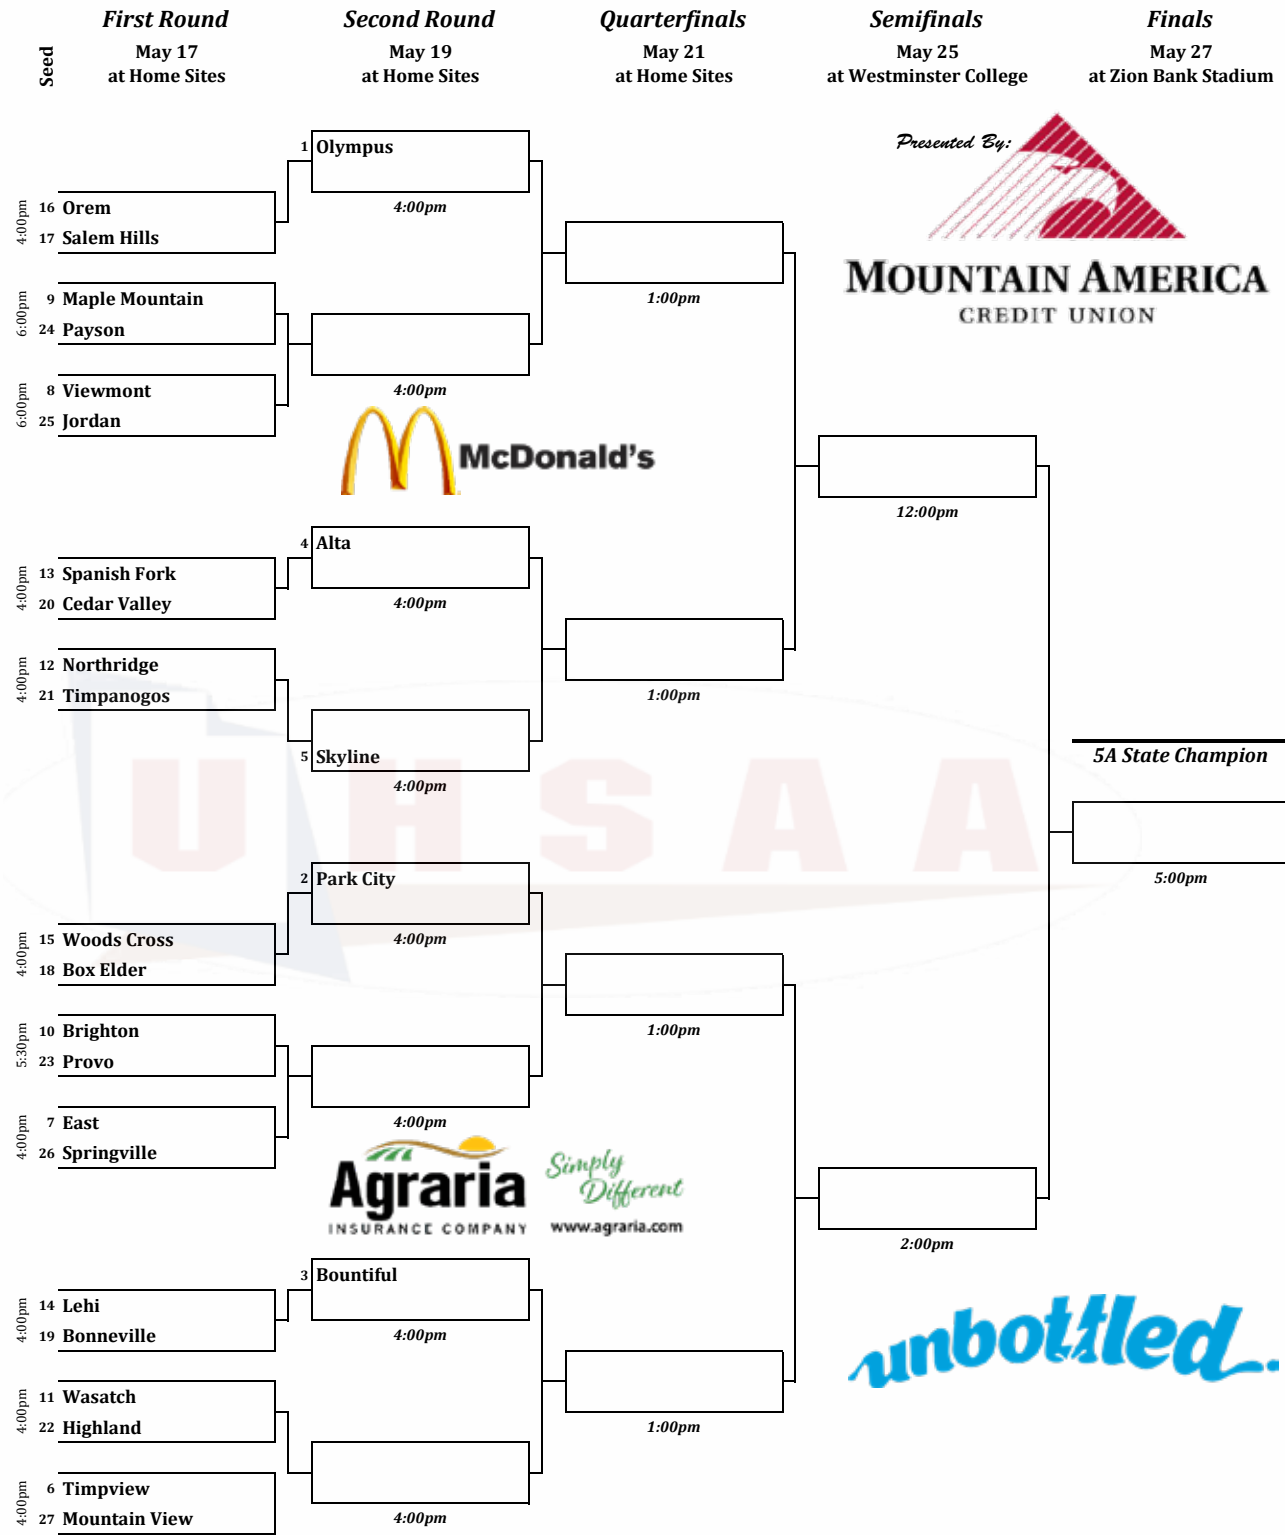 First Round
Second Round
Quarterfinals
Semifinals
Finals
Seed
May 17
at Home Sites
May 19
at Home Sites
May 21
at Home Sites
May 25
at Westminster College
May 27
at Zion Bank Stadium
Presented By:
MOUNTAIN AMERICA
CREDIT UNION
1 Olympus
4:00pm
4:00pm
16 Orem
17 Salem Hills
1:00pm
6:00pm
9 Maple Mountain
24 Payson
4:00pm
6:00pm
8 Viewmont
25 Jordan
McDonald's
12:00pm
4 Alta
4:00pm
4:00pm
13 Spanish Fork
20 Cedar Valley
1:00pm
4:00pm
12 Northridge
21 Timpanogos
5 Skyline
4:00pm
5A State Champion
5:00pm
UHSAA
2 Park City
4:00pm
4:00pm
15 Woods Cross
18 Box Elder
1:00pm
5:30pm
10 Brighton
23 Provo
4:00pm
4:00pm
7 East
26 Springville
Agraria
INSURANCE COMPANY
Simply
Different
www.agraria.com
2:00pm
3 Bountiful
4:00pm
4:00pm
14 Lehi
19 Bonneville
unbottled.
1:00pm
4:00pm
11 Wasatch
22 Highland
4:00pm
6 Timpview
27 Mountain View
4:00pm